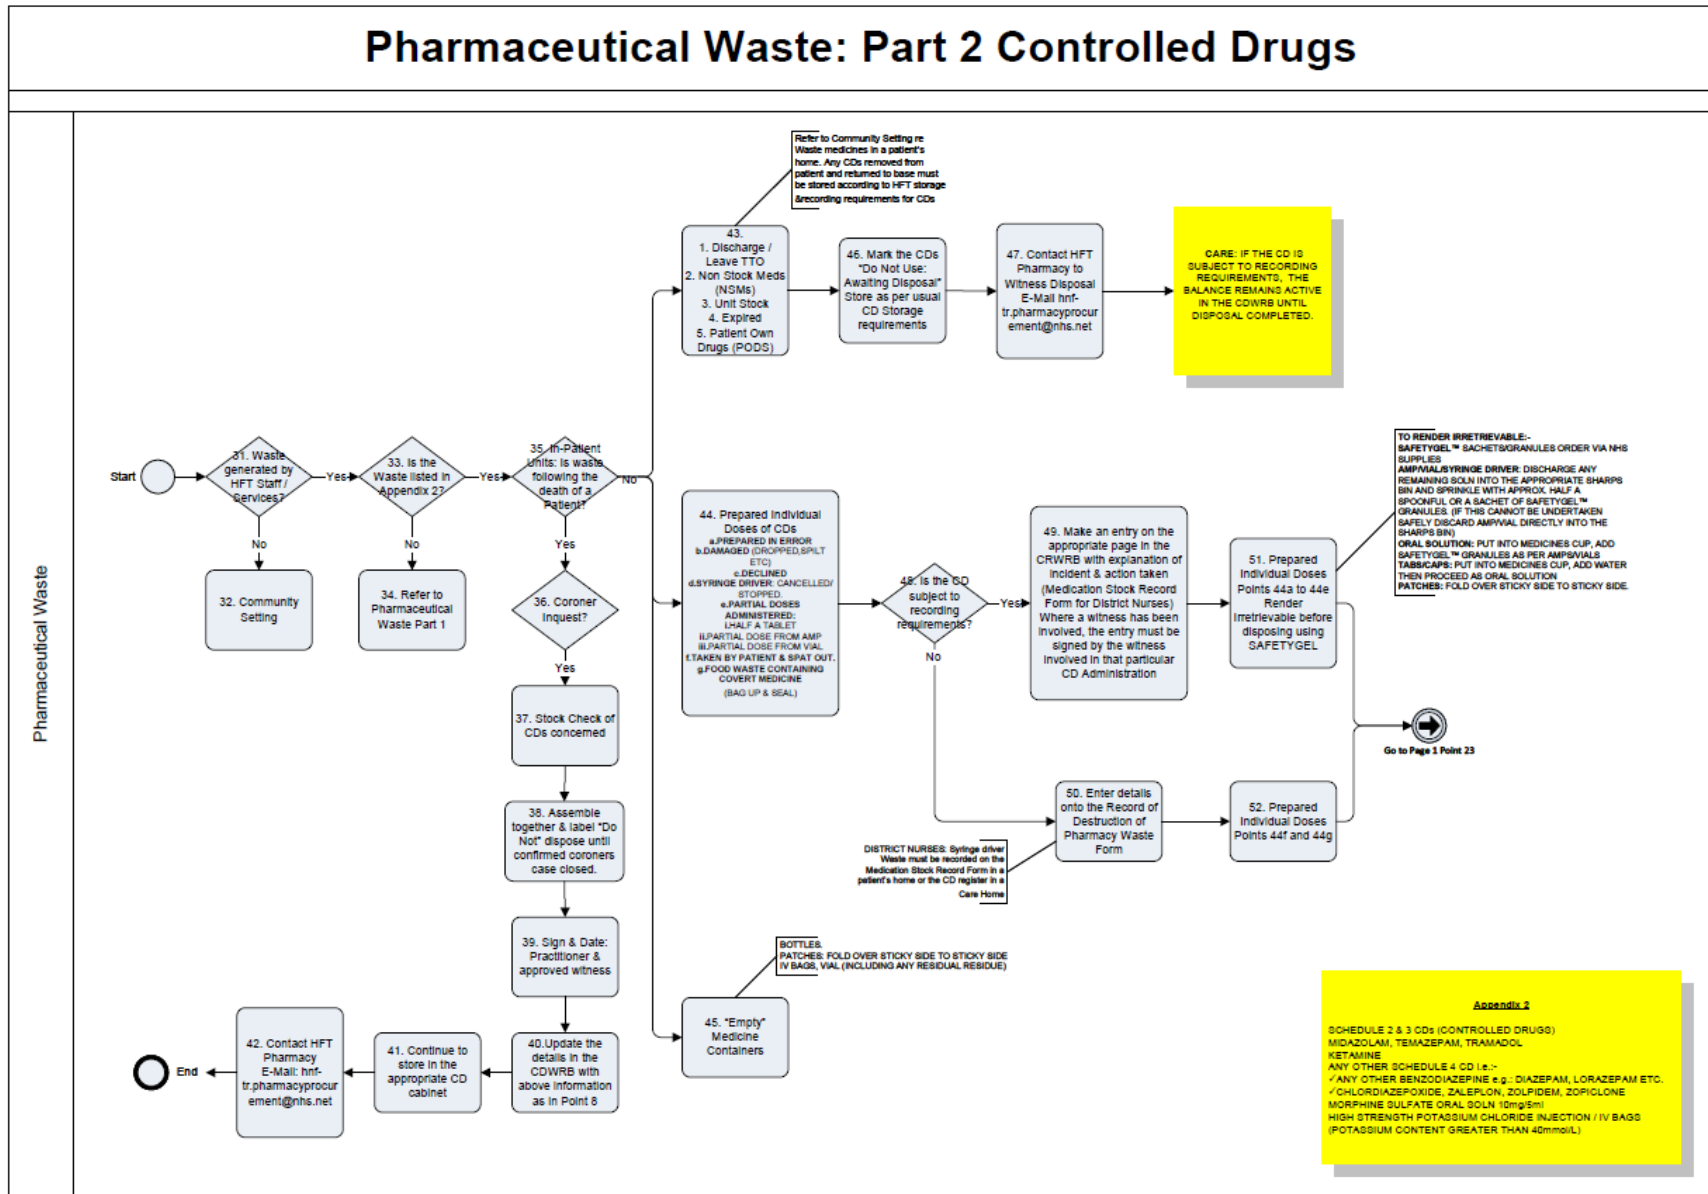 Pharmaceutical Waste: Part 2 Controlled Drugs
Pharmaceutical Waste
Refer to Community Setting re
Waste medicines in a patient's
home. Any CDs removed from
patient and returned to base must
be stored according to HFT storage
&recording requirements for CDs
43.
1. Discharge /
Leave TTO
2. Non Stock Meds
(NSMs)
3. Unit Stock
4. Expired
5. Patient Own
Drugs (PODS)
46. Mark the CDs
"Do Not Use:
Awaiting Disposal"
Store as per usual
CD Storage
requirements
47. Contact HFT
Pharmacy to
Witness Disposal
E-Mail hnf-
tr.pharmacyprocur
ement@nhs.net
CARE: IF THE CD IS
SUBJECT TO RECORDING
REQUIREMENTS, THE
BALANCE REMAINS ACTIVE
IN THE CDWRB UNTIL
DISPOSAL COMPLETED.
Start
31. Waste
generated by
HFT Staff /
Services?
Yes
33. Is the
Waste listed in
Appendix 2?
Yes
35. In-Patient
Units: Is waste
following the
death of a
Patient?
No
No
No
Yes
32. Community
Setting
34. Refer to
Pharmaceutical
Waste Part 1
36. Coroner
Inquest?
Yes
37. Stock Check of
CDs concerned
38. Assemble
together & label "Do
Not" dispose until
confirmed coroners
case closed.
39. Sign & Date:
Practitioner &
approved witness
40.Update the
details in the
CDWRB with
above information
as in Point 8
41. Continue to
store in the
appropriate CD
cabinet
42. Contact HFT
Pharmacy
E-Mail: hnf-
tr.pharmacyprocur
ement@nhs.net
End
44. Prepared Individual
Doses of CDs
a.PREPARED IN ERROR
b.DAMAGED (DROPPED,SPILT
ETC)
c.DECLINED
d.SYRINGE DRIVER: CANCELLED/
STOPPED.
e.PARTIAL DOSES
ADMINISTERED:
i.HALF A TABLET
ii.PARTIAL DOSE FROM AMP
iii.PARTIAL DOSE FROM VIAL
f.TAKEN BY PATIENT & SPAT OUT.
g.FOOD WASTE CONTAINING
COVERT MEDICINE
(BAG UP & SEAL)
48. Is the CD
subject to
recording
requirements?
Yes
No
49. Make an entry on the
appropriate page in the
CRWRB with explanation of
incident & action taken
(Medication Stock Record
Form for District Nurses)
Where a witness has been
involved, the entry must be
signed by the witness
involved in that particular
CD Administration
51. Prepared
Individual Doses
Points 44a to 44e
Render
irretrievable before
disposing using
SAFETYGEL
TO RENDER IRRETRIEVABLE:-
SAFETYGEL™ SACHETS/GRANULES ORDER VIA NHS
SUPPLIES
AMP/VIAL/SYRINGE DRIVER: DISCHARGE ANY
REMAINING SOLN INTO THE APPROPRIATE SHARPS
BIN AND SPRINKLE WITH APPROX. HALF A
SPOONFUL OR A SACHET OF SAFETYGEL™
GRANULES. (IF THIS CANNOT BE UNDERTAKEN
SAFELY DISCARD AMP/VIAL DIRECTLY INTO THE
SHARPS BIN)
ORAL SOLUTION: PUT INTO MEDICINES CUP, ADD
SAFETYGEL™ GRANULES AS PER AMPS/VIALS
TABS/CAPS: PUT INTO MEDICINES CUP, ADD WATER
THEN PROCEED AS ORAL SOLUTION
PATCHES: FOLD OVER STICKY SIDE TO STICKY SIDE.
Go to Page 1 Point 23
50. Enter details
onto the Record of
Destruction of
Pharmacy Waste
Form
52. Prepared
Individual Doses
Points 44f and 44g
DISTRICT NURSES: Syringe driver
Waste must be recorded on the
Medication Stock Record Form in a
patient's home or the CD register in a
Care Home
BOTTLES.
PATCHES: FOLD OVER STICKY SIDE TO STICKY SIDE
IV BAGS, VIAL (INCLUDING ANY RESIDUAL RESIDUE)
45. "Empty"
Medicine
Containers
Appendix 2
SCHEDULE 2 & 3 CDs (CONTROLLED DRUGS)
MIDAZOLAM, TEMAZEPAM, TRAMADOL
KETAMINE
ANY OTHER SCHEDULE 4 CD i.e.:-
✓ANY OTHER BENZODIAZEPINE e.g.: DIAZEPAM, LORAZEPAM ETC.
✓CHLORDIAZEPOXIDE, ZALEPLON, ZOLPIDEM, ZOPICLONE
MORPHINE SULFATE ORAL SOLN 10mg/5ml
HIGH STRENGTH POTASSIUM CHLORIDE INJECTION / IV BAGS
(POTASSIUM CONTENT GREATER THAN 40mmol/L)